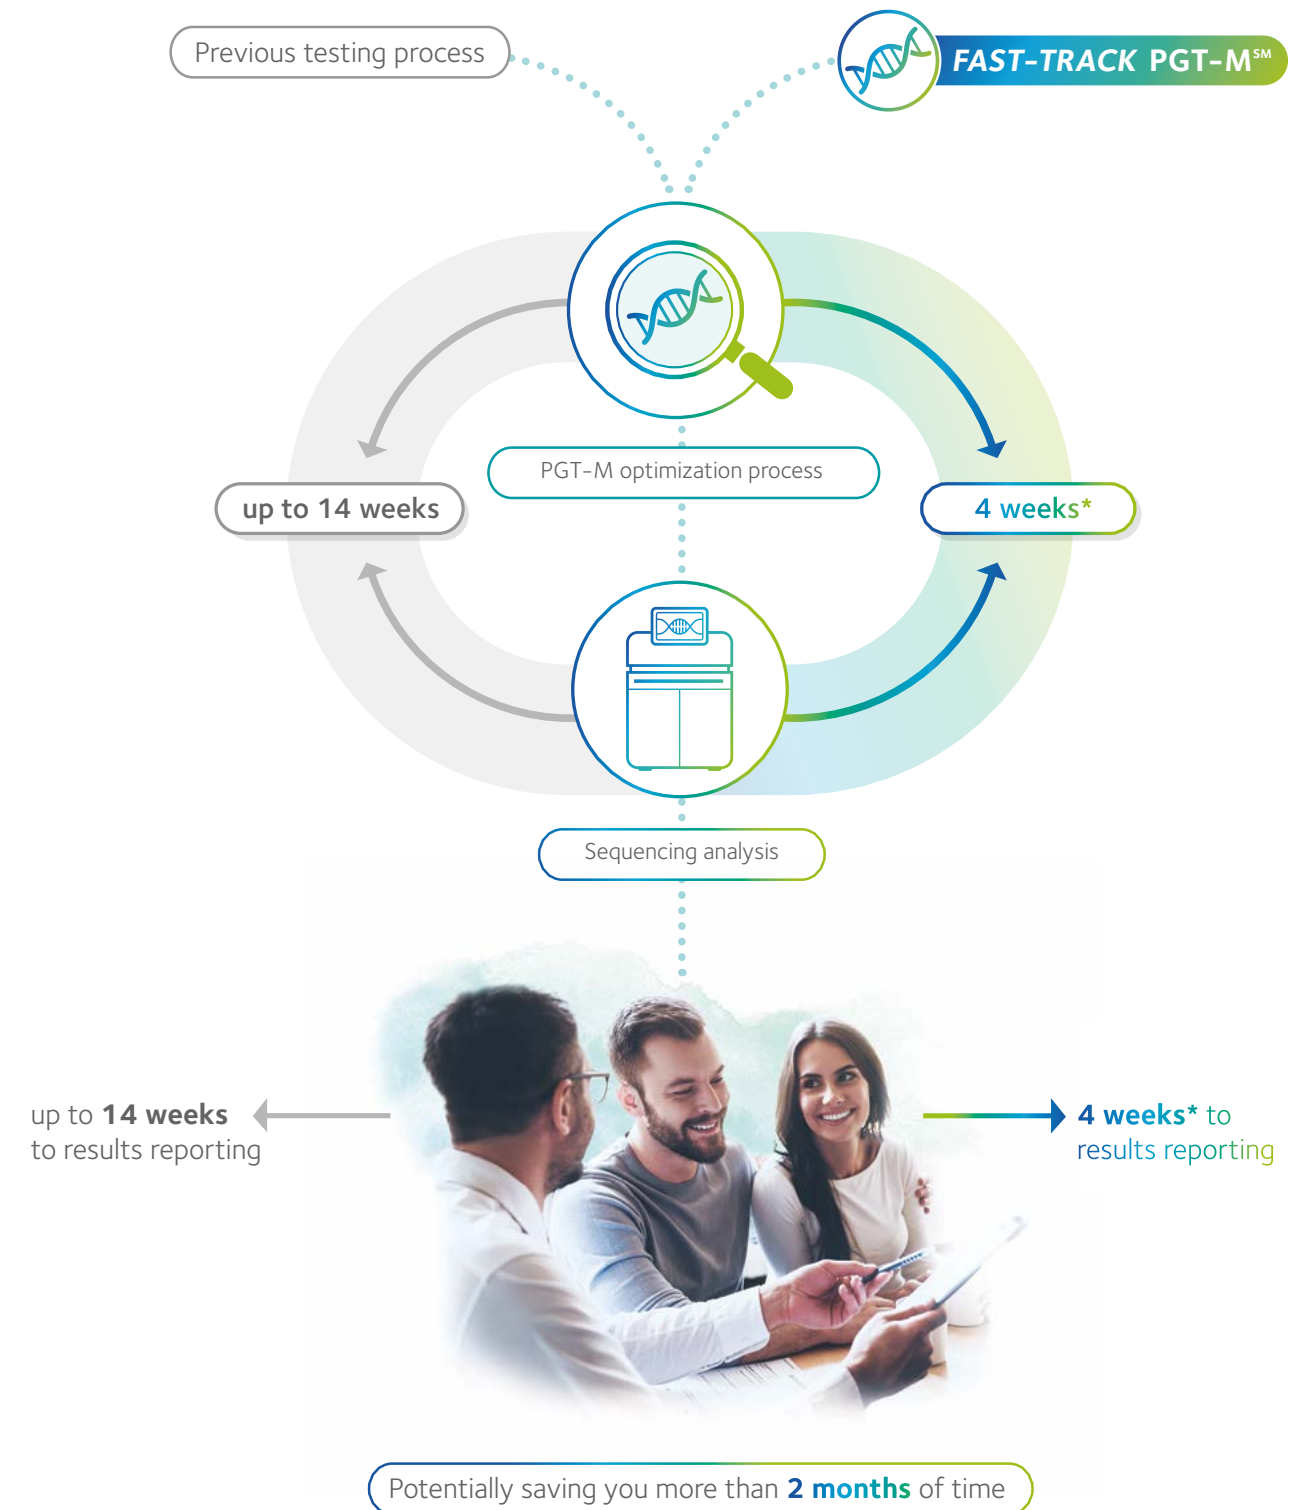 Previous testing process
FAST-TRACK PGT-M℠
PGT-M optimization process
up to 14 weeks
4 weeks*
Sequencing analysis
up to 14 weeks
to results reporting
4 weeks* to
results reporting
Potentially saving you more than 2 months of time